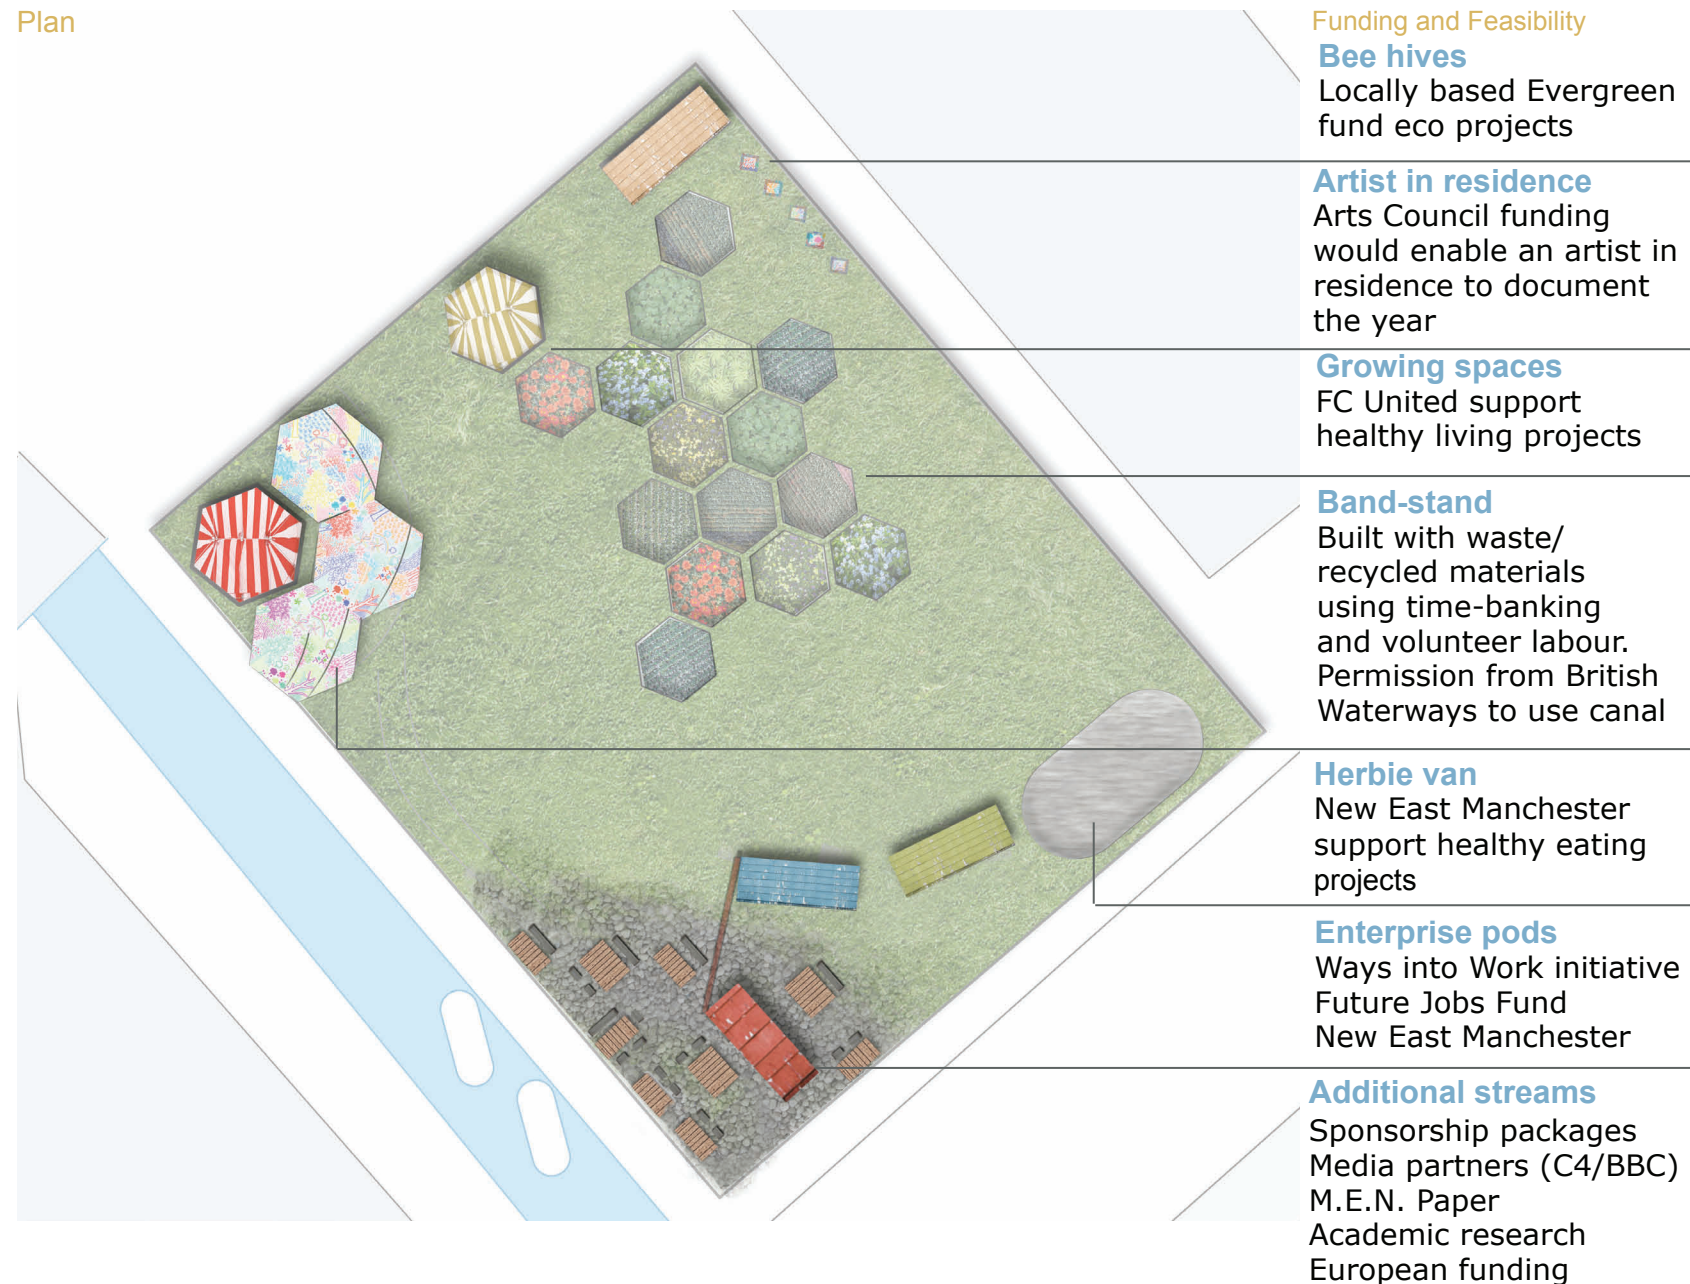 Plan
Funding and Feasibility
Bee hives
Locally based Evergreen
fund eco projects
Artist in residence
Arts Council funding
would enable an artist in
residence to document
the year
Growing spaces
FC United support
healthy living projects
Band-stand
Built with waste/
recycled materials
using time-banking
and volunteer labour.
Permission from British
Waterways to use canal
Herbie van
New East Manchester
support healthy eating
projects
Enterprise pods
Ways into Work initiative
Future Jobs Fund
New East Manchester
Additional streams
Sponsorship packages
Media partners (C4/BBC)
M.E.N. Paper
Academic research
European funding